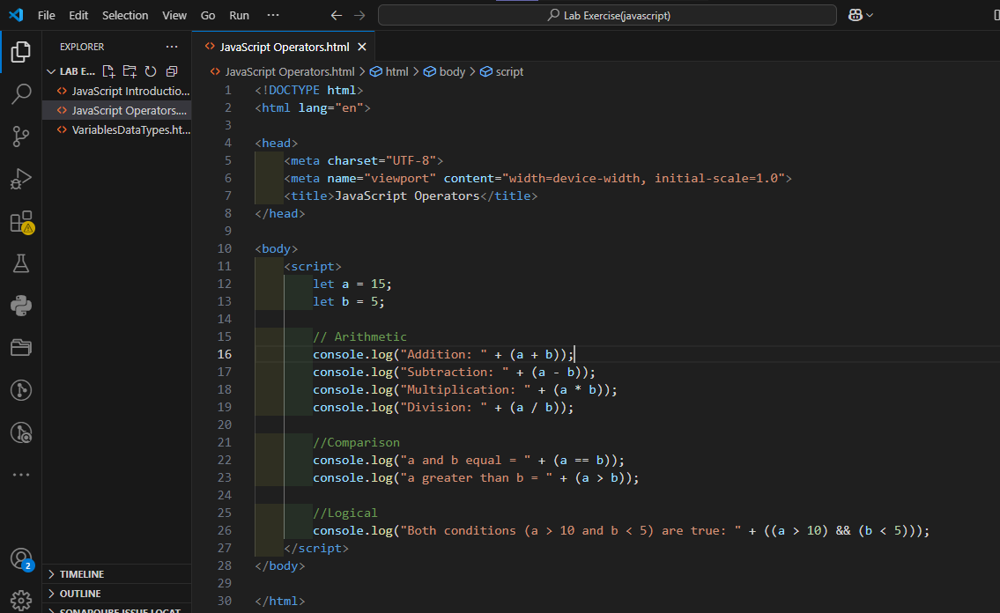 File Edit Selection View Go Run ··· Lab Exercise(javascript)
EXPLORER ···
LAB E...
JavaScript Introductio...
JavaScript Operators....
VariablesDataTypes.ht...
2
TIMELINE
OUTLINE
SONARQUBE ISSUE LOCAT
JavaScript Operators.html
JavaScript Operators.html > html > body > script
1 <!DOCTYPE html>
2 <html lang="en">
3
4 <head>
5     <meta charset="UTF-8">
6     <meta name="viewport" content="width=device-width, initial-scale=1.0">
7     <title>JavaScript Operators</title>
8 </head>
9
10 <body>
11     <script>
12         let a = 15;
13         let b = 5;
14
15         // Arithmetic
16         console.log("Addition: " + (a + b));
17         console.log("Subtraction: " + (a - b));
18         console.log("Multiplication: " + (a * b));
19         console.log("Division: " + (a / b));
20
21         //Comparison
22         console.log("a and b equal = " + (a == b));
23         console.log("a greater than b = " + (a > b));
24
25         //Logical
26         console.log("Both conditions (a > 10 and b < 5) are true: " + ((a > 10) && (b < 5)));
27     </script>
28 </body>
29
30 </html>